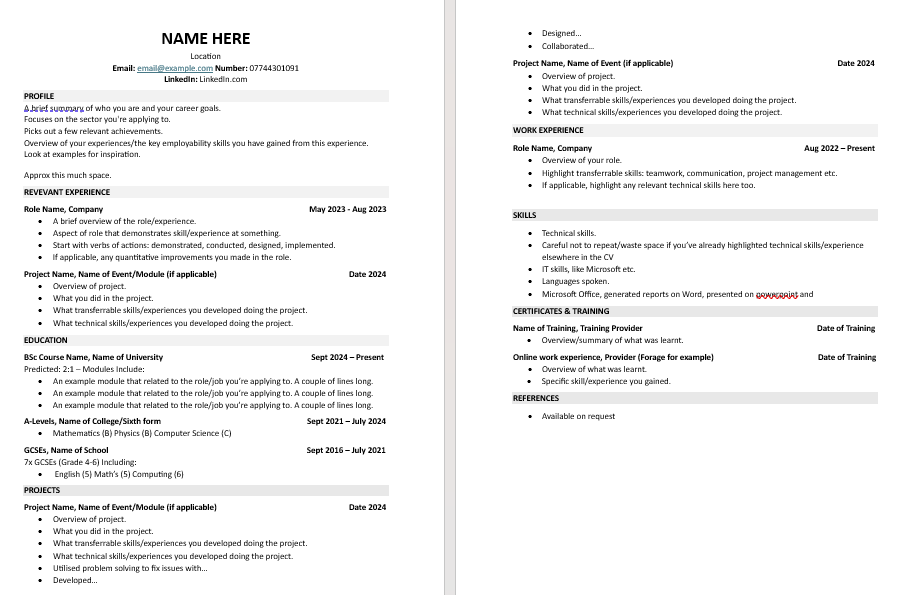 NAME HERE
Location
Email: email@example.com Number: 07744301091
LinkedIn: LinkedIn.com
PROFILE
A brief summary of who you are and your career goals.
Focuses on the sector you're applying to.
Picks out a few relevant achievements.
Overview of your experiences/the key employability skills you have gained from this experience.
Look at examples for inspiration.
Approx this much space.
REVEVANT EXPERIENCE
Role Name, Company May 2023 - Aug 2023
• A brief overview of the role/experience.
• Aspect of role that demonstrates skill/experience at something.
• Start with verbs of actions: demonstrated, conducted, designed, implemented.
• If applicable, any quantitative improvements you made in the role.
Project Name, Name of Event/Module (if applicable) Date 2024
• Overview of project.
• What you did in the project.
• What transferrable skills/experiences you developed doing the project.
• What technical skills/experiences you developed doing the project.
EDUCATION
BSc Course Name, Name of University Sept 2024 – Present
Predicted: 2:1 – Modules Include:
• An example module that related to the role/job you're applying to. A couple of lines long.
• An example module that related to the role/job you're applying to. A couple of lines long.
• An example module that related to the role/job you're applying to. A couple of lines long.
A-Levels, Name of College/Sixth form Sept 2021 – July 2024
• Mathematics (B) Physics (B) Computer Science (C)
GCSEs, Name of School Sept 2016 – July 2021
7x GCSEs (Grade 4-6) Including:
• English (5) Math's (5) Computing (6)
PROJECTS
Project Name, Name of Event/Module (if applicable) Date 2024
• Overview of project.
• What you did in the project.
• What transferrable skills/experiences you developed doing the project.
• What technical skills/experiences you developed doing the project.
• Utilised problem solving to fix issues with…
• Developed…
• Designed…
• Collaborated…
Project Name, Name of Event (if applicable) Date 2024
• Overview of project.
• What you did in the project.
• What transferrable skills/experiences you developed doing the project.
• What technical skills/experiences you developed doing the project.
WORK EXPERIENCE
Role Name, Company Aug 2022 – Present
• Overview of your role.
• Highlight transferrable skills: teamwork, communication, project management etc.
• If applicable, highlight any relevant technical skills here too.
SKILLS
• Technical skills.
• Careful not to repeat/waste space if you've already highlighted technical skills/experience
elsewhere in the CV
• IT skills, like Microsoft etc.
• Languages spoken.
• Microsoft Office, generated reports on Word, presented on powerpoint and
CERTIFICATES & TRAINING
Name of Training, Training Provider Date of Training
• Overview/summary of what was learnt.
Online work experience, Provider (Forage for example) Date of Training
• Overview of what was learnt.
• Specific skill/experience you gained.
REFERENCES
• Available on request